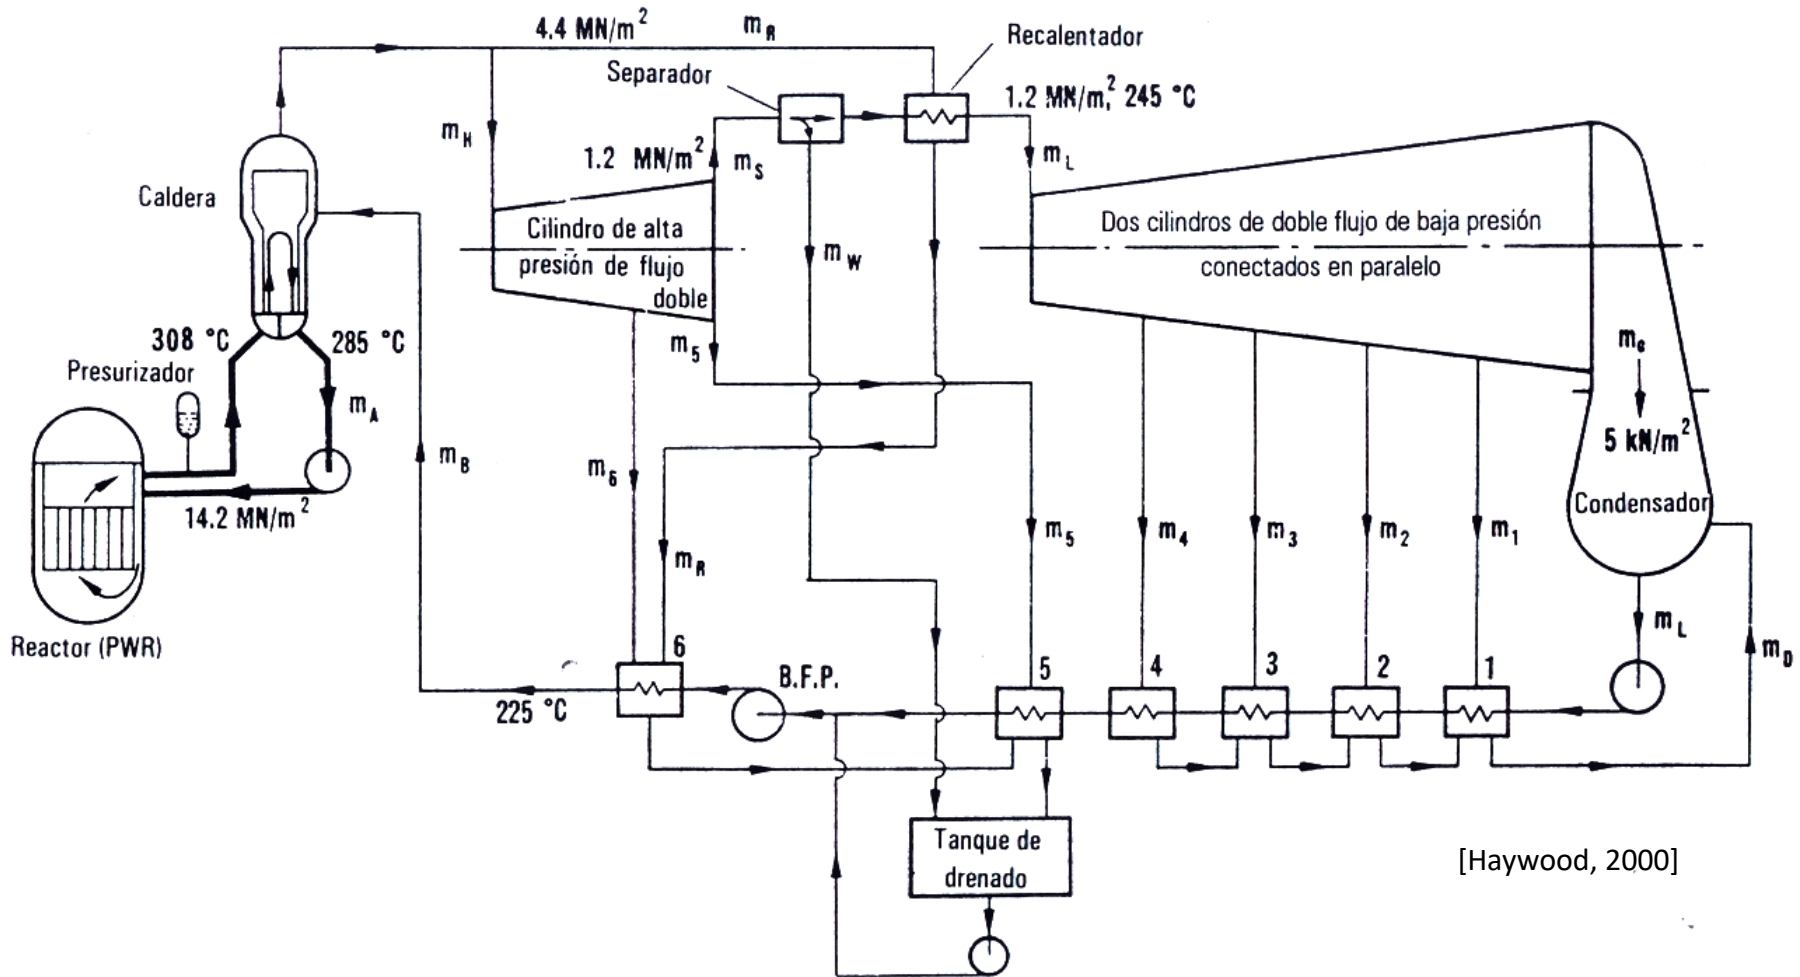 4.4 MN/m²
m_R
Recalentador
Separador
1.2 MN/m², 245 °C
m_H
1.2 MN/m²
m_S
m_L
Caldera
Cilindro de alta
presión de flujo
doble
Dos cilindros de doble flujo de baja presión
conectados en paralelo
m_W
308 °C
285 °C
m_5
m_c
Presurizador
m_A
5 kN/m²
m_B
m_6
14.2 MN/m²
Condensador
m_5
m_4
m_3
m_2
m_1
m_R
Reactor (PWR)
m_L
m_D
6
5
4
3
2
1
B.F.P.
225 °C
Tanque de
drenado
[Haywood, 2000]